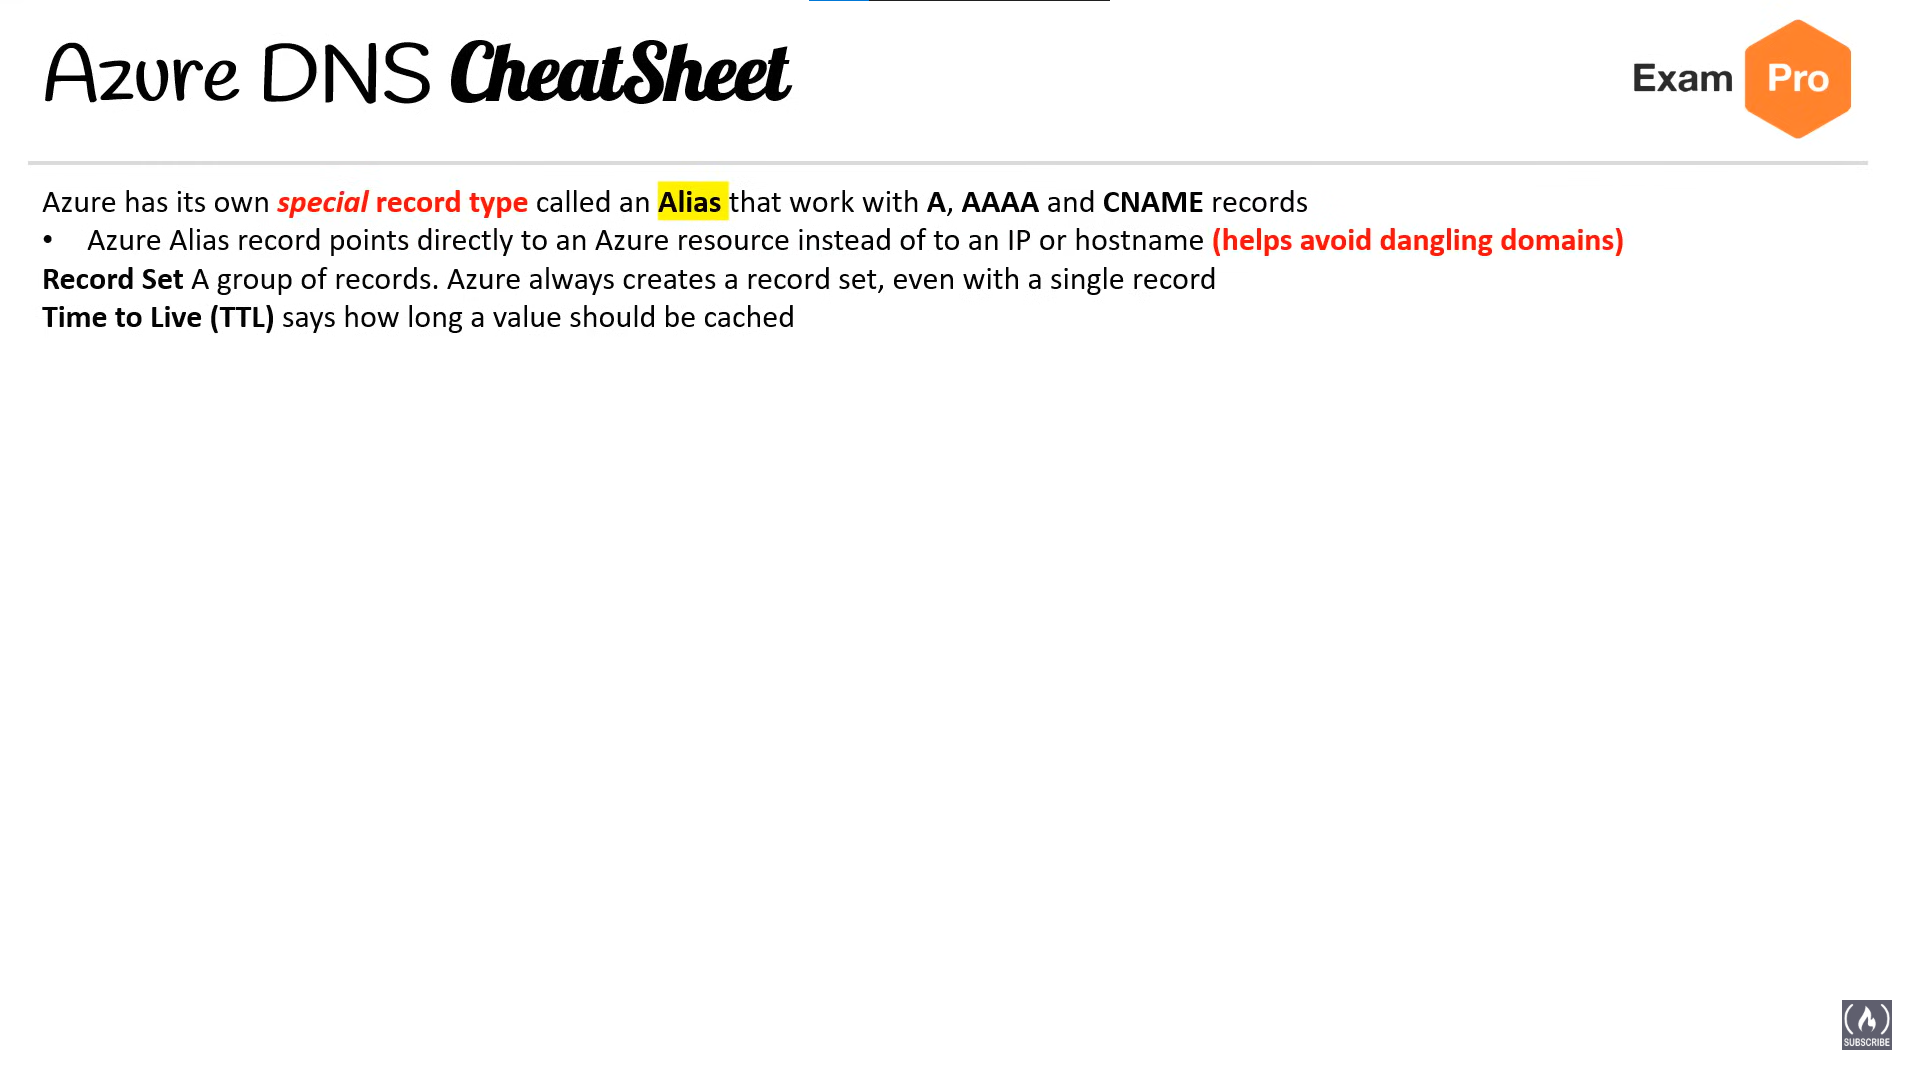 Azure DNS CheatSheet
Exam Pro
Azure has its own special record type called an Alias that work with A, AAAA and CNAME records
• Azure Alias record points directly to an Azure resource instead of to an IP or hostname (helps avoid dangling domains)
Record Set A group of records. Azure always creates a record set, even with a single record
Time to Live (TTL) says how long a value should be cached
SUBSCRIBE